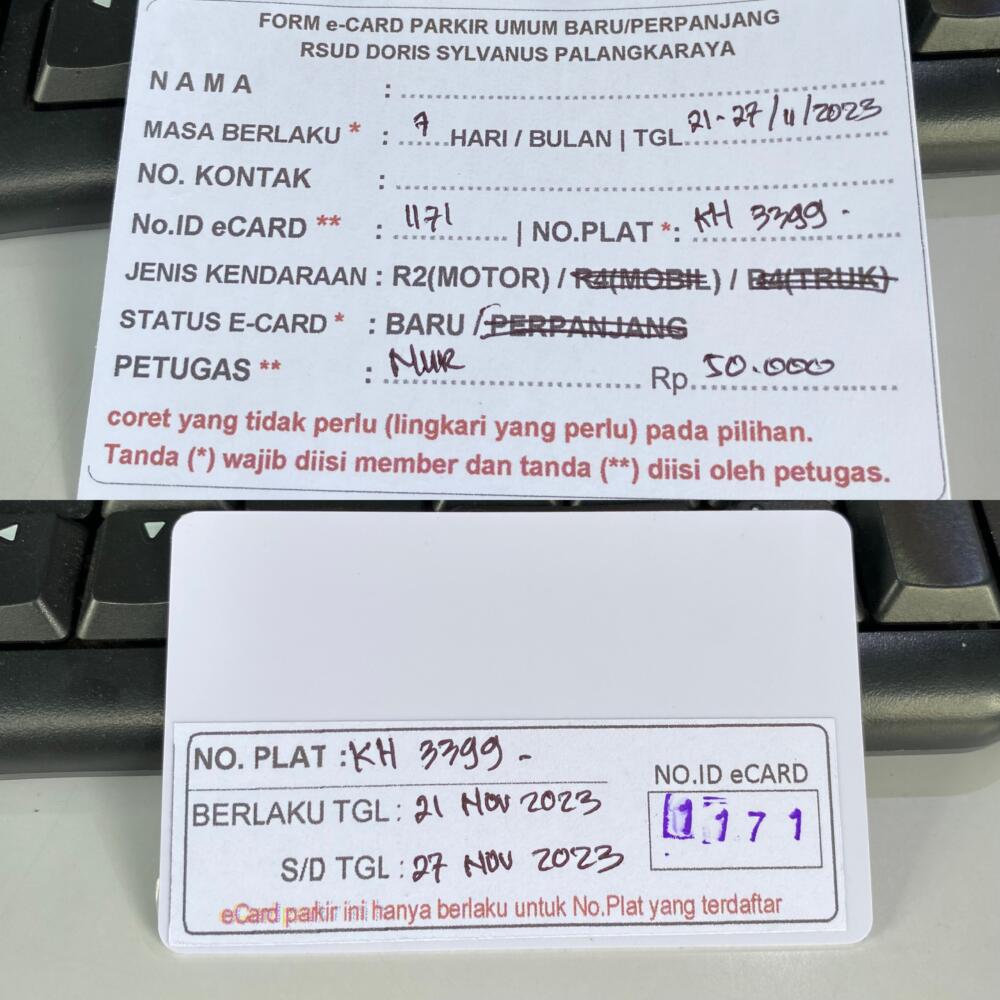 FORM e-CARD PARKIR UMUM BARU/PERPANJANG
RSUD DORIS SYLVANUS PALANGKARAYA
NAMA :
MASA BERLAKU * : 7 HARI / BULAN | TGL 21-27/11/2023
NO. KONTAK :
No.ID eCARD ** : 1171 | NO.PLAT *: KH 3399 -
JENIS KENDARAAN : R2(MOTOR) / R4(MOBIL) / R4(TRUK)
STATUS E-CARD * : BARU / PERPANJANG
PETUGAS ** : NUR Rp. 50.000
coret yang tidak perlu (lingkari yang perlu) pada pilihan.
Tanda (*) wajib diisi member dan tanda (**) diisi oleh petugas.
NO. PLAT : KH 3399 -
NO.ID eCARD
BERLAKU TGL : 21 NOV 2023
1171
S/D TGL : 27 NOV 2023
eCard parkir ini hanya berlaku untuk No.Plat yang terdaftar